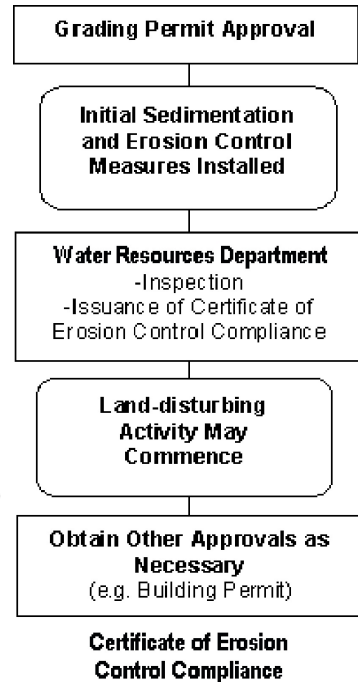 Grading Permit Approval
Initial Sedimentation
and Erosion Control
Measures Installed
Water Resources Department
-Inspection
-Issuance of Certificate of
Erosion Control Compliance
Land-disturbing
Activity May
Commence
Obtain Other Approvals as
Necessary
(e.g. Building Permit)
Certificate of Erosion
Control Compliance